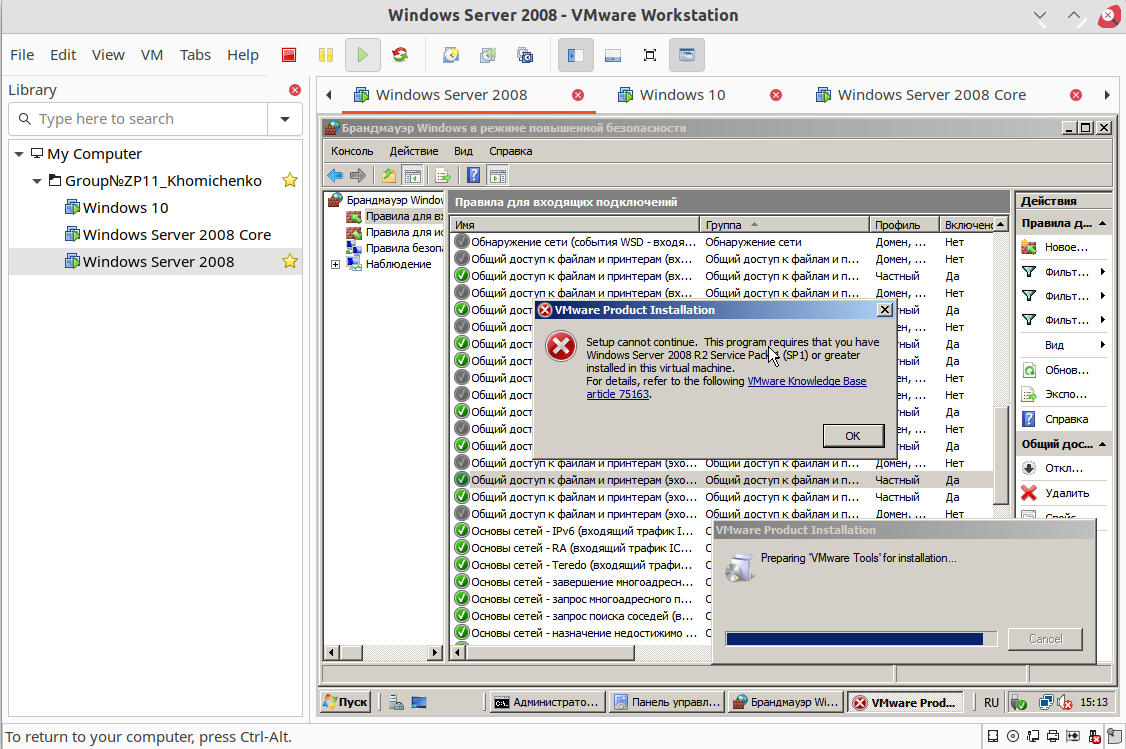 Windows Server 2008 - VMware Workstation
File Edit View VM Tabs Help
Library
Type here to search
My Computer
Group№ZP11_Khomichenko
Windows 10
Windows Server 2008 Core
Windows Server 2008
Windows Server 2008 Windows 10 Windows Server 2008 Core
Брандмауэр Windows в режиме повышенной безопасности
Консоль Действие Вид Справка
Брандмауэр Window
Правила для вх
Правила для ис
Правила безопа
Наблюдение
Правила для входящих подключений
Имя Группа Профиль Включенс
Обнаружение сети (события WSD - входя... Обнаружение сети Домен, ... Нет
Общий доступ к файлам и принтерам (вх... Общий доступ к файлам и п... Домен, ... Нет
Общий доступ к файлам и принтерам (вх... Общий доступ к файлам и п... Частный Да
Общий доступ к файлам и принтерам (вх... Общий доступ к файлам и п... Домен, ... Нет
Общий дост ный Да
Общий дост ен, ... Нет
Общий дост ный Да
Общий дост ен, ... Нет
Общий дост ный Да
Общий дост ен, ... Нет
Общий дост ный Да
Общий дост ен, ... Нет
Общий дост ный Да
Общий доступ к файлам и принтерам (эхо... Общий доступ к файлам и п... Домен, ... Нет
Общий доступ к файлам и принтерам (эхо... Общий доступ к файлам и п... Частный Да
Общий доступ к файлам и принтерам (эхо... Общий доступ к файлам и п... Частный Да
Общий доступ к файлам и принтерам (эхо... Общий доступ к файлам и п... Домен, ... Нет
Основы сетей - IPv6 (входящий трафик I... С
Основы сетей - RA (входящий трафик IC... С
Основы сетей - Teredo (входящий трафи... С
Основы сетей - завершение многоадресн... С
Основы сетей - запрос многоадресного п... С
Основы сетей - запрос поиска соседей (в... С
Основы сетей - назначение недостижимо ... С
VMware Product Installation
Setup cannot continue. This program requires that you have
Windows Server 2008 R2 Service Pack 1 (SP1) or greater
installed in this virtual machine.
For details, refer to the following VMware Knowledge Base
article 75163.
OK
Действия
Правила д...
Новое...
Фильт...
Фильт...
Фильт...
Вид
Обнов...
Экспо...
Справка
Общий дос...
Откл...
Удалить
VMware Product Installation
Preparing 'VMware Tools' for installation...
Cancel
Пуск Администрато... Панель управл... Брандмауэр Wi... VMware Prod... RU 15:13
To return to your computer, press Ctrl-Alt.